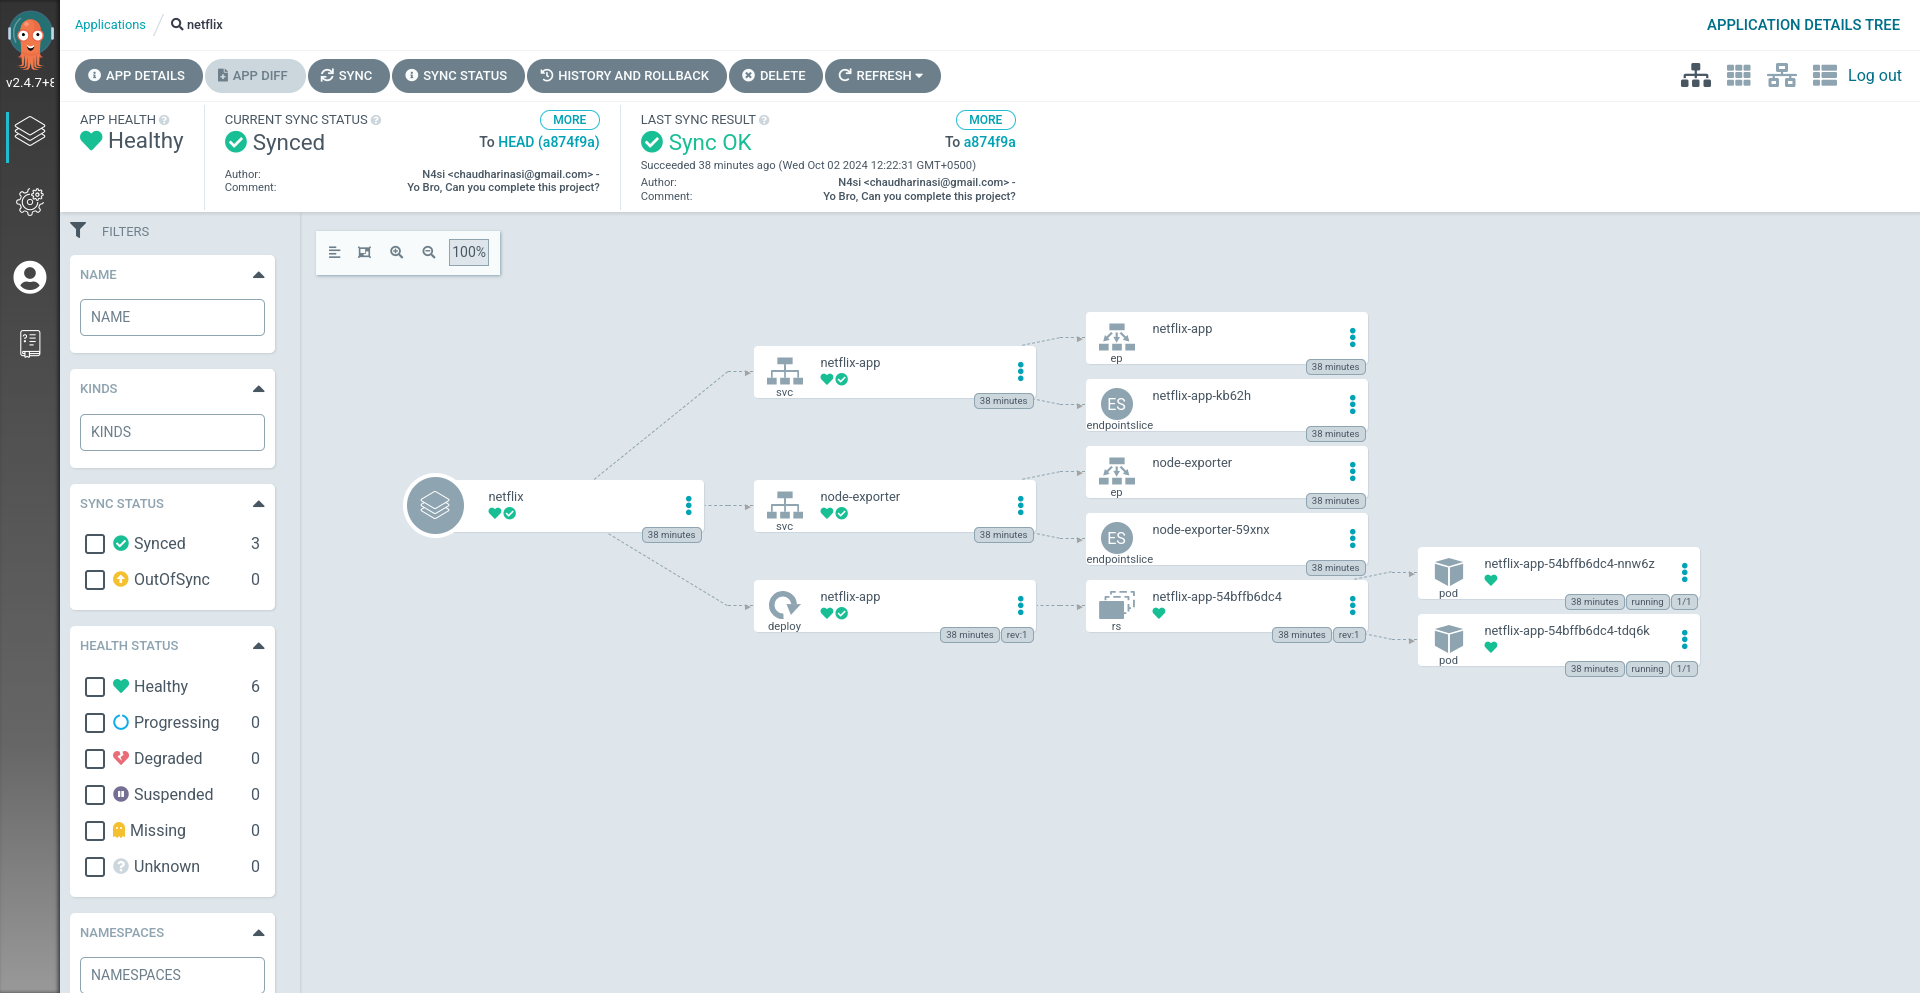 Applications / netflix
APPLICATION DETAILS TREE
v2.4.7+8
APP DETAILS
APP DIFF
SYNC
SYNC STATUS
HISTORY AND ROLLBACK
DELETE
REFRESH
Log out
APP HEALTH ?
Healthy
CURRENT SYNC STATUS ?
MORE
Synced
To HEAD (a874f9a)
Author:
N4si <chaudharinasi@gmail.com> -
Comment:
Yo Bro, Can you complete this project?
LAST SYNC RESULT ?
MORE
Sync OK
To a874f9a
Succeeded 38 minutes ago (Wed Oct 02 2024 12:22:31 GMT+0500)
Author:
N4si <chaudharinasi@gmail.com> -
Comment:
Yo Bro, Can you complete this project?
FILTERS
NAME
NAME
KINDS
KINDS
SYNC STATUS
Synced 3
OutOfSync 0
HEALTH STATUS
Healthy 6
Progressing 0
Degraded 0
Suspended 0
Missing 0
Unknown 0
NAMESPACES
NAMESPACES
100%
netflix
38 minutes
netflix-app
svc
38 minutes
node-exporter
svc
38 minutes
netflix-app
deploy
38 minutes rev:1
netflix-app
ep
38 minutes
ES
netflix-app-kb62h
endpointslice
38 minutes
node-exporter
ep
38 minutes
ES
node-exporter-59xnx
endpointslice
38 minutes
netflix-app-54bffb6dc4
rs
38 minutes rev:1
netflix-app-54bffb6dc4-nnw6z
pod
38 minutes running 1/1
netflix-app-54bffb6dc4-tdq6k
pod
38 minutes running 1/1